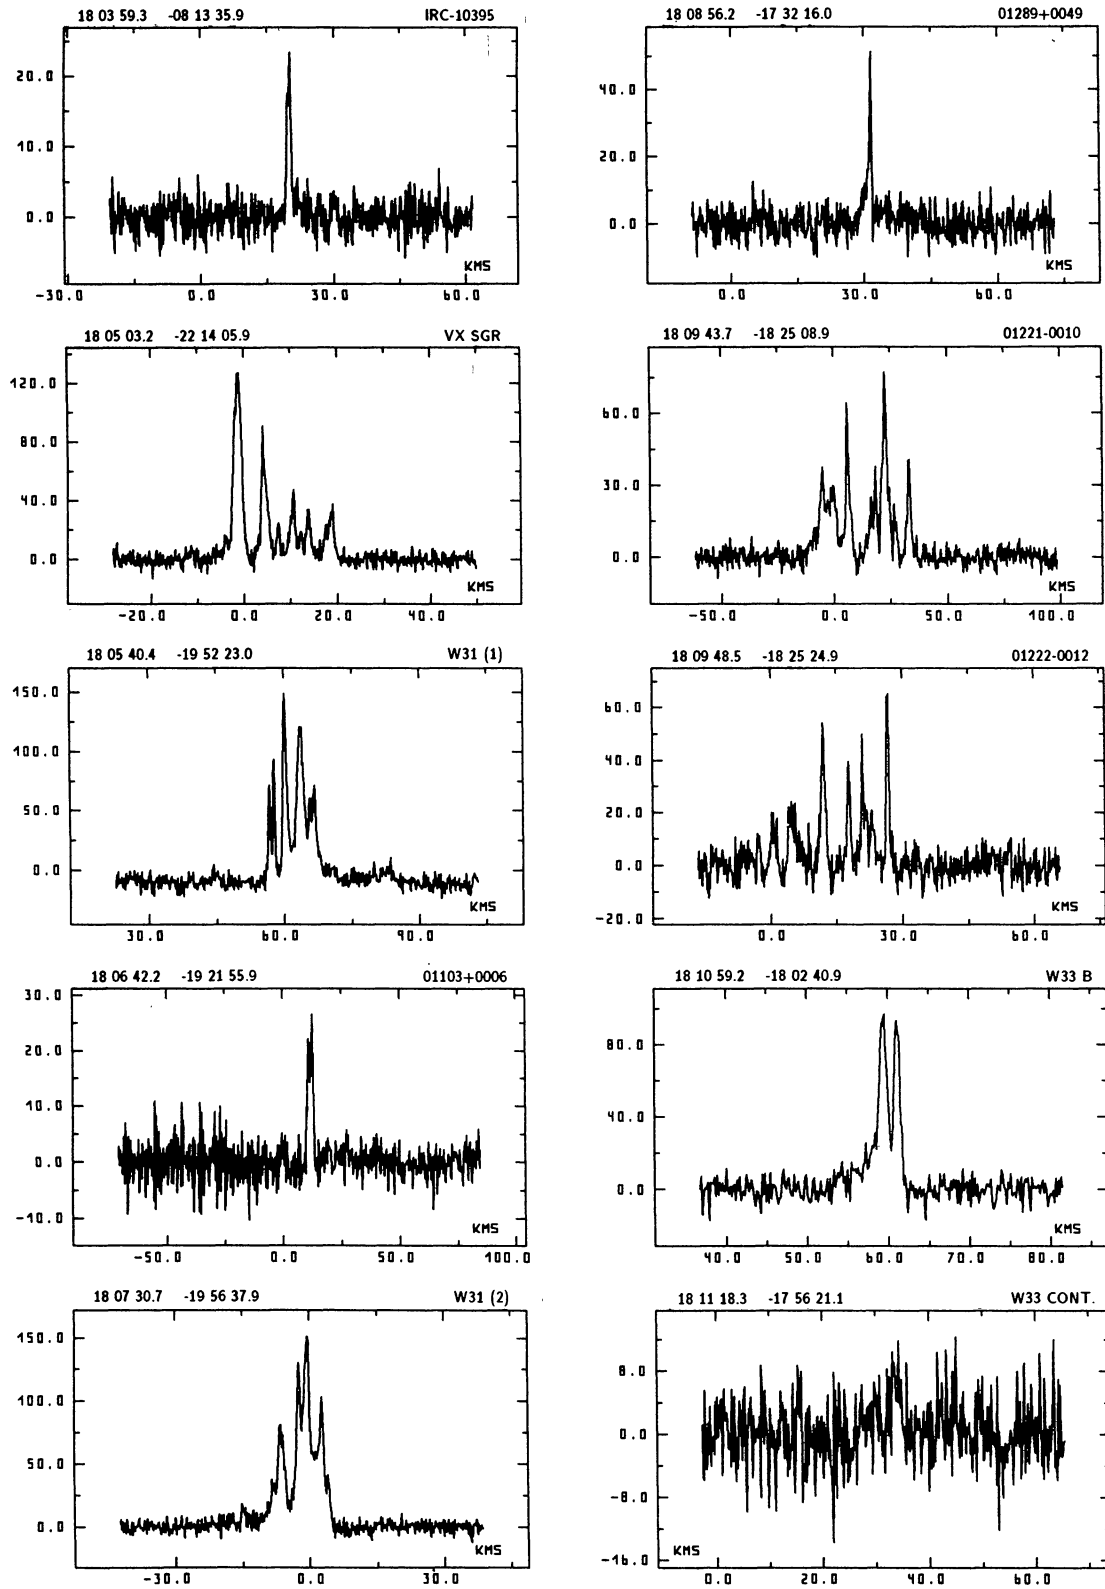 18 03 59.3 -08 13 35.9 IRC-10395
20.0
10.0
0.0
KMS
-30.0 0.0 30.0 60.0
18 05 03.2 -22 14 05.9 VX SGR
120.0
80.0
40.0
0.0
KMS
-20.0 0.0 20.0 40.0
18 05 40.4 -19 52 23.0 W31 (1)
150.0
100.0
50.0
0.0
KMS
30.0 60.0 90.0
18 06 42.2 -19 21 55.9 01103+0006
30.0
20.0
10.0
0.0
-10.0
KMS
-50.0 0.0 50.0 100.0
18 07 30.7 -19 56 37.9 W31 (2)
150.0
100.0
50.0
0.0
KMS
-30.0 0.0 30.0
18 08 56.2 -17 32 16.0 01289+0049
40.0
20.0
0.0
KMS
0.0 30.0 60.0
18 09 43.7 -18 25 08.9 01221-0010
60.0
30.0
0.0
KMS
-50.0 0.0 50.0 100.0
18 09 48.5 -18 25 24.9 01222-0012
60.0
40.0
20.0
0.0
-20.0
KMS
0.0 30.0 60.0
18 10 59.2 -18 02 40.9 W33 B
80.0
40.0
0.0
KMS
40.0 50.0 60.0 70.0 80.0
18 11 18.3 -17 56 21.1 W33 CONT.
8.0
0.0
-8.0
-16.0
KMS
0.0 20.0 40.0 60.0